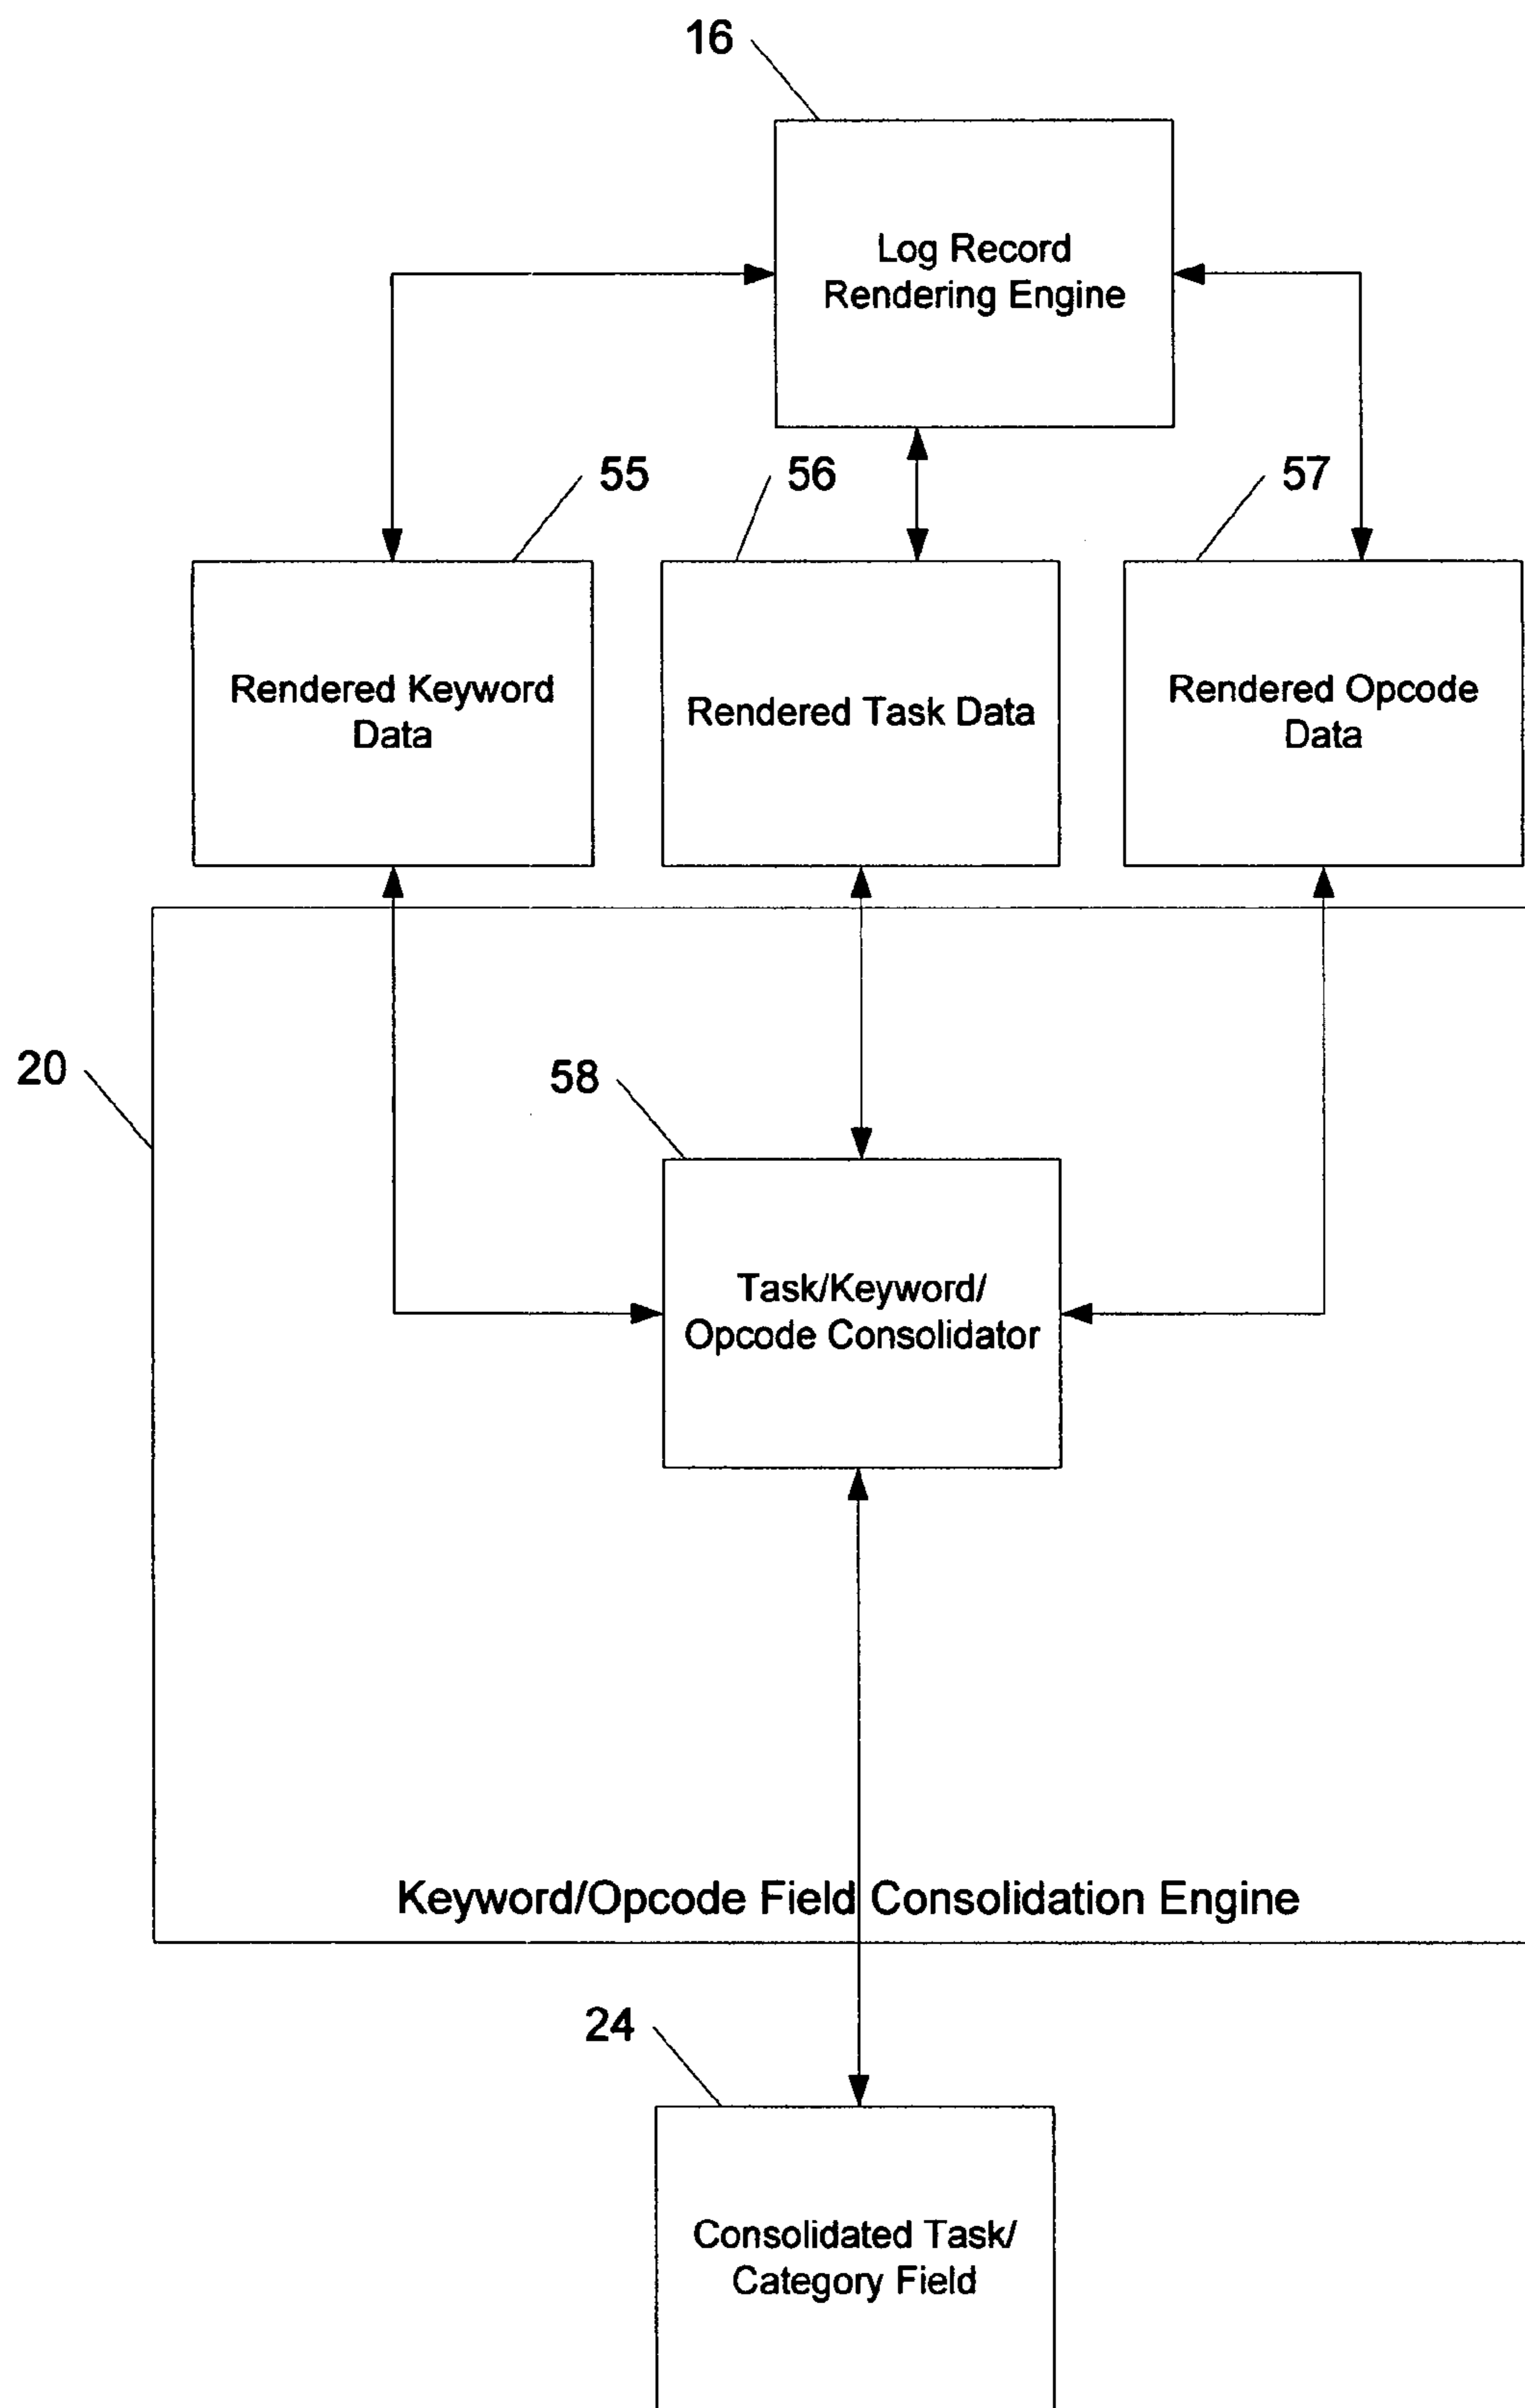 16
Log Record
Rendering Engine
55
56
57
Rendered Keyword
Data
Rendered Task Data
Rendered Opcode
Data
20
58
Task/Keyword/
Opcode Consolidator
Keyword/Opcode Field Consolidation Engine
24
Consolidated Task/
Category Field